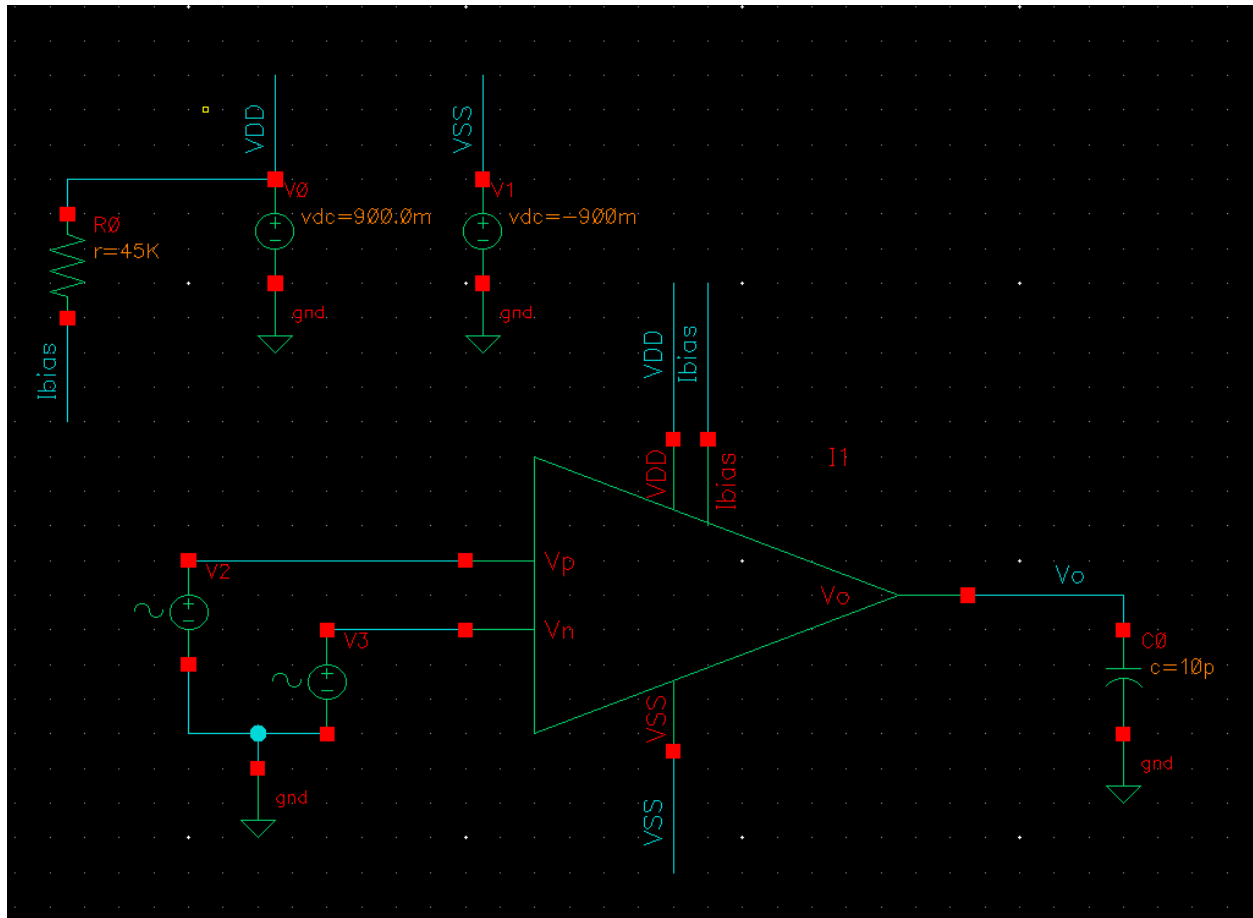 VDD
VSS
V0
vdc=900.0m
V1
vdc=-900m
R0
r=45K
gnd
gnd
Ibias
VDD
Ibias
I1
VDD
Ibias
V2
Vp
Vo
Vo
V3
Vn
C0
c=10p
VSS
gnd
gnd
VSS